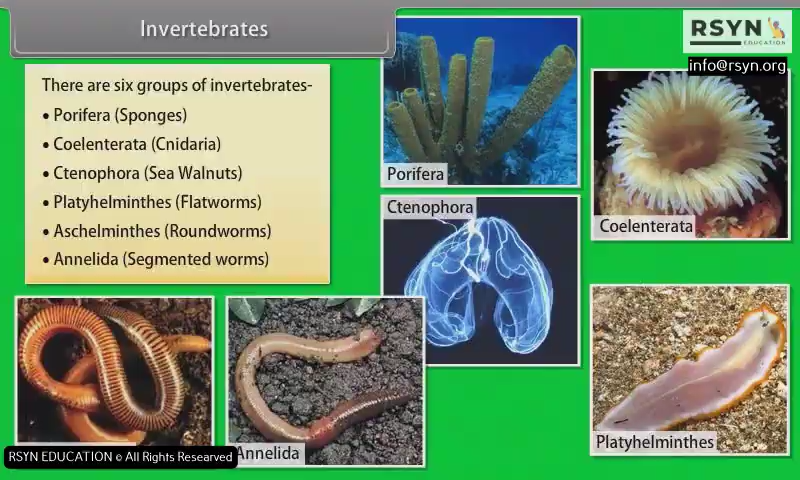 Invertebrates
RSYN
EDUCATION
info@rsyn.org
There are six groups of invertebrates-
• Porifera (Sponges)
• Coelenterata (Cnidaria)
• Ctenophora (Sea Walnuts)
• Platyhelminthes (Flatworms)
• Aschelminthes (Roundworms)
• Annelida (Segmented worms)
Porifera
Ctenophora
Coelenterata
Annelida
Platyhelminthes
RSYN EDUCATION © All Rights Researved